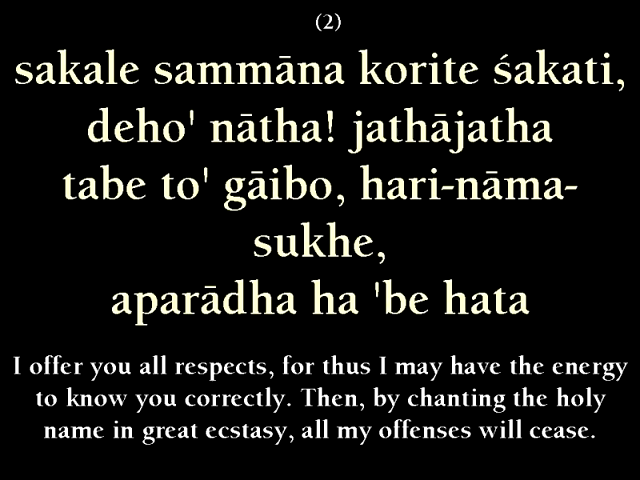 (2)
sakale sammāna korite śakati,
deho' nātha! jathājatha
tabe to' gāibo, hari-nāma-
sukhe,
aparādha ha 'be hata
I offer you all respects, for thus I may have the energy
to know you correctly. Then, by chanting the holy
name in great ecstasy, all my offenses will cease.